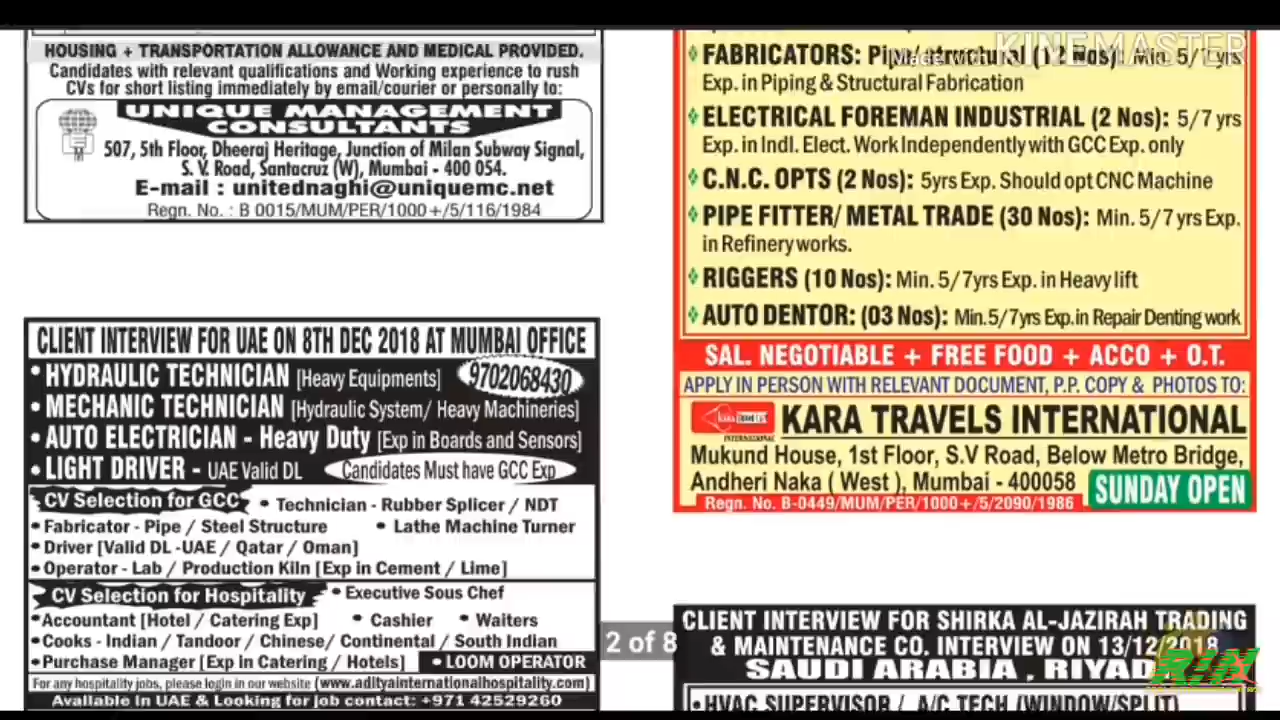 HOUSING + TRANSPORTATION ALLOWANCE AND MEDICAL PROVIDED.
Candidates with relevant qualifications and Working experience to rush
CVs for short listing immediately by email/courier or personally to:
UNIQUE MANAGEMENT
CONSULTANTS
507, 5th Floor, Dheeraj Heritage, Junction of Milan Subway Signal,
S. V. Road, Santacruz (W), Mumbai - 400 054.
E-mail : unitednaghi@uniquemc.net
Regn. No. : B 0015/MUM/PER/1000+/5/116/1984
CLIENT INTERVIEW FOR UAE ON 8TH DEC 2018 AT MUMBAI OFFICE
• HYDRAULIC TECHNICIAN [Heavy Equipments] 9702068430
• MECHANIC TECHNICIAN [Hydraulic System/ Heavy Machineries]
• AUTO ELECTRICIAN - Heavy Duty [Exp in Boards and Sensors]
• LIGHT DRIVER - UAE Valid DL Candidates Must have GCC Exp
CV Selection for GCC • Technician - Rubber Splicer / NDT
• Fabricator - Pipe / Steel Structure • Lathe Machine Turner
• Driver [Valid DL -UAE / Qatar / Oman]
• Operator - Lab / Production Kiln [Exp in Cement / Lime]
CV Selection for Hospitality • Executive Sous Chef
• Accountant [Hotel / Catering Exp] • Cashier • Waiters
• Cooks - Indian / Tandoor / Chinese/ Continental / South Indian
• Purchase Manager [Exp in Catering / Hotels] • LOOM OPERATOR
For any hospitality jobs, please login in our website (www.adityainternationalhospitality.com)
Available in UAE & Looking for job contact: +971 42529260
2 of 8
KINEMASTER
FABRICATORS: Pipe/ structural (12 Nos): Min. 5/7 yrs
Exp. in Piping & Structural Fabrication
ELECTRICAL FOREMAN INDUSTRIAL (2 Nos): 5/7 yrs
Exp. in Indl. Elect. Work Independently with GCC Exp. only
C.N.C. OPTS (2 Nos): 5yrs Exp. Should opt CNC Machine
PIPE FITTER/ METAL TRADE (30 Nos): Min. 5/7 yrs Exp.
in Refinery works.
RIGGERS (10 Nos): Min. 5/7yrs Exp. in Heavy lift
AUTO DENTOR: (03 Nos): Min. 5/7yrs Exp. in Repair Denting work
SAL. NEGOTIABLE + FREE FOOD + ACCO + O.T.
APPLY IN PERSON WITH RELEVANT DOCUMENT, P.P. COPY & PHOTOS TO:
KARA TRAVELS INTERNATIONAL
INTERNATIONAL
Mukund House, 1st Floor, S.V Road, Below Metro Bridge,
Andheri Naka ( West ), Mumbai - 400058 SUNDAY OPEN
Regn. No. B-0449/MUM/PER/1000+/5/2090/1986
CLIENT INTERVIEW FOR SHIRKA AL-JAZIRAH TRADING
& MAINTENANCE CO. INTERVIEW ON 13/12/2018
SAUDI ARABIA , RIYADH
• HVAC SUPERVISOR / A/C TECH (WINDOW/SPLIT)